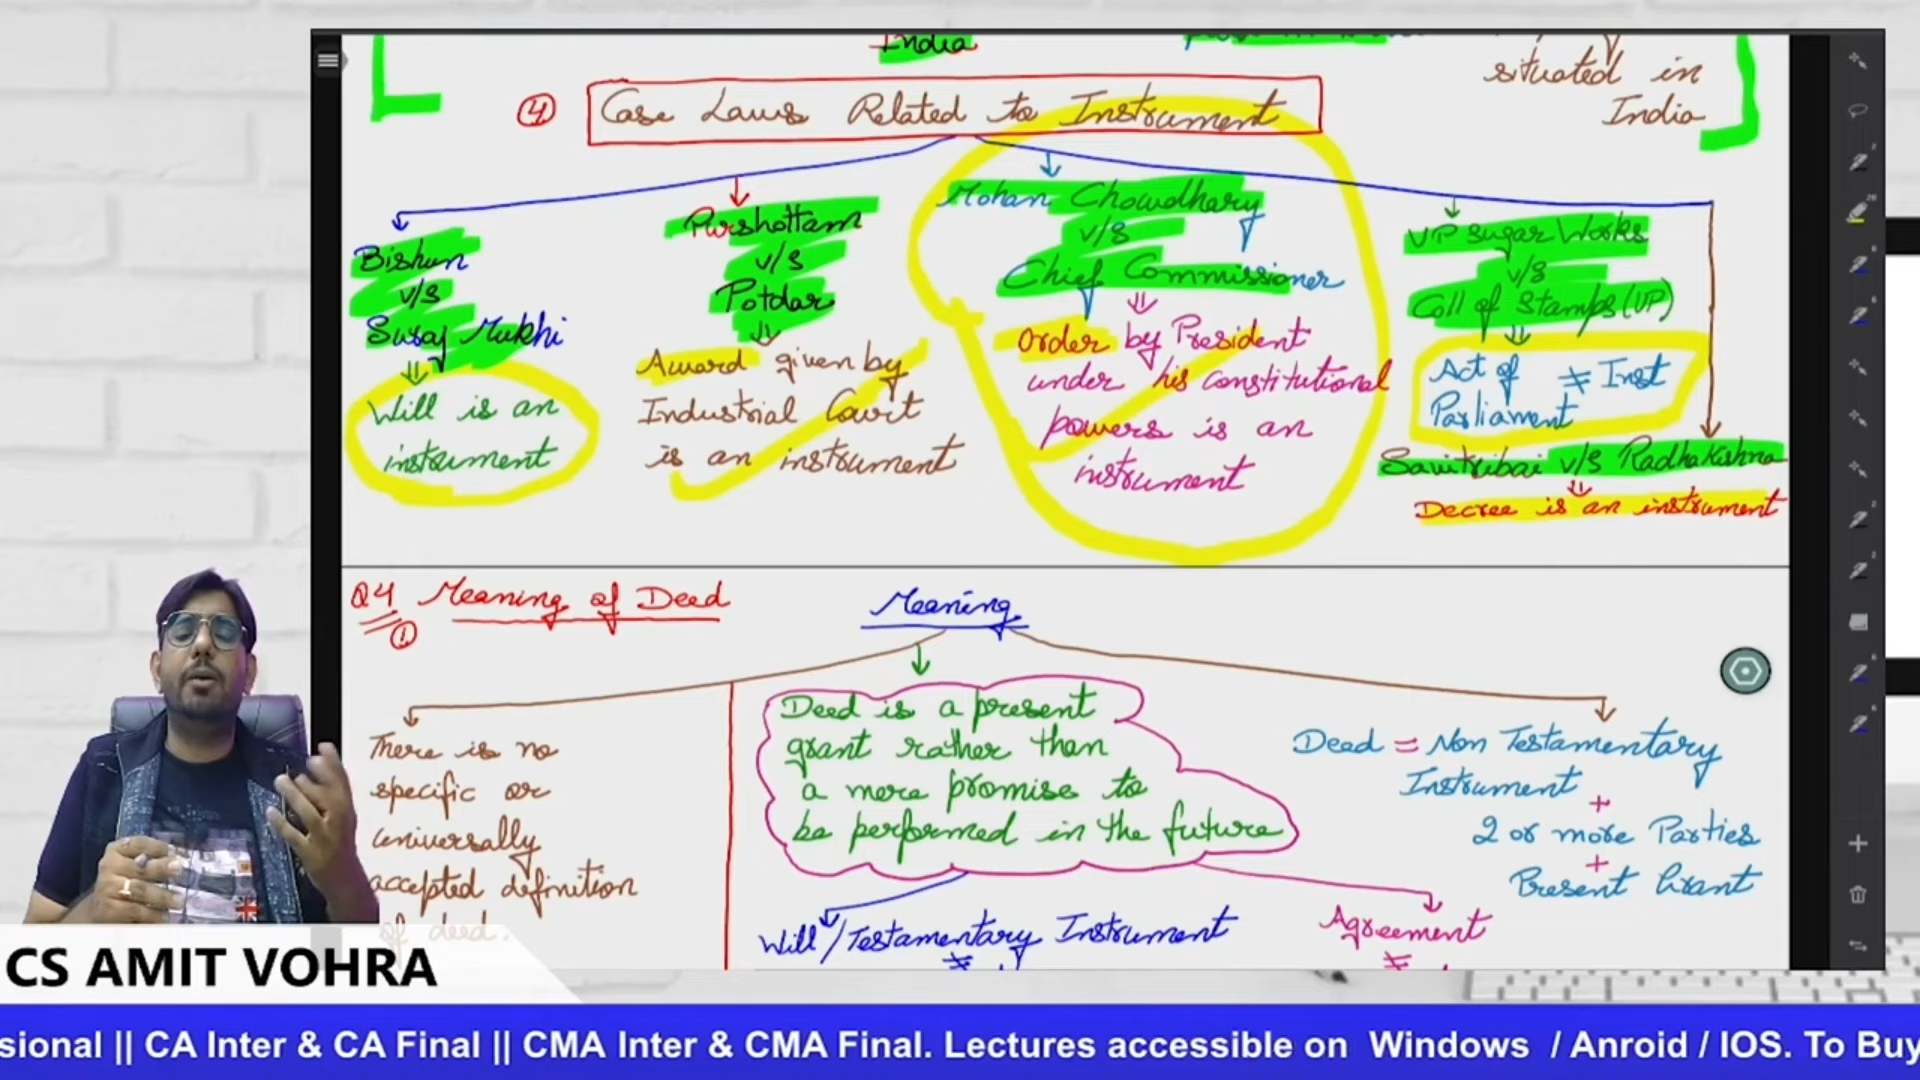 India
situated in
India
④ Case Laws Related to Instrument
Bishun
v/s
Suraj Mukhi
Will is an
instrument
Purshottam
v/s
Potdar
Award given by
Industrial Court
is an instrument
Mohan Chowdhary
v/s
Chief Commissioner
Order by President
under his constitutional
powers is an
instrument
UP Sugar Works
v/s
Coll of Stamps (UP)
Act of ≠ Inst
Parliament
Savitribai v/s Radhakishna
Decree is an instrument
Q4 Meaning of Deed
①
Meaning
There is no
specific or
universally
accepted definition
of deed.
Deed is a present
grant rather than
a mere promise to
be performed in the future
Deed = Non Testamentary
Instrument
+
2 or more Parties
+
Present Grant
Will/Testamentary Instrument
≠
Agreement
≠
CS AMIT VOHRA
sional || CA Inter & CA Final || CMA Inter & CMA Final. Lectures accessible on Windows / Anroid / IOS. To Buy